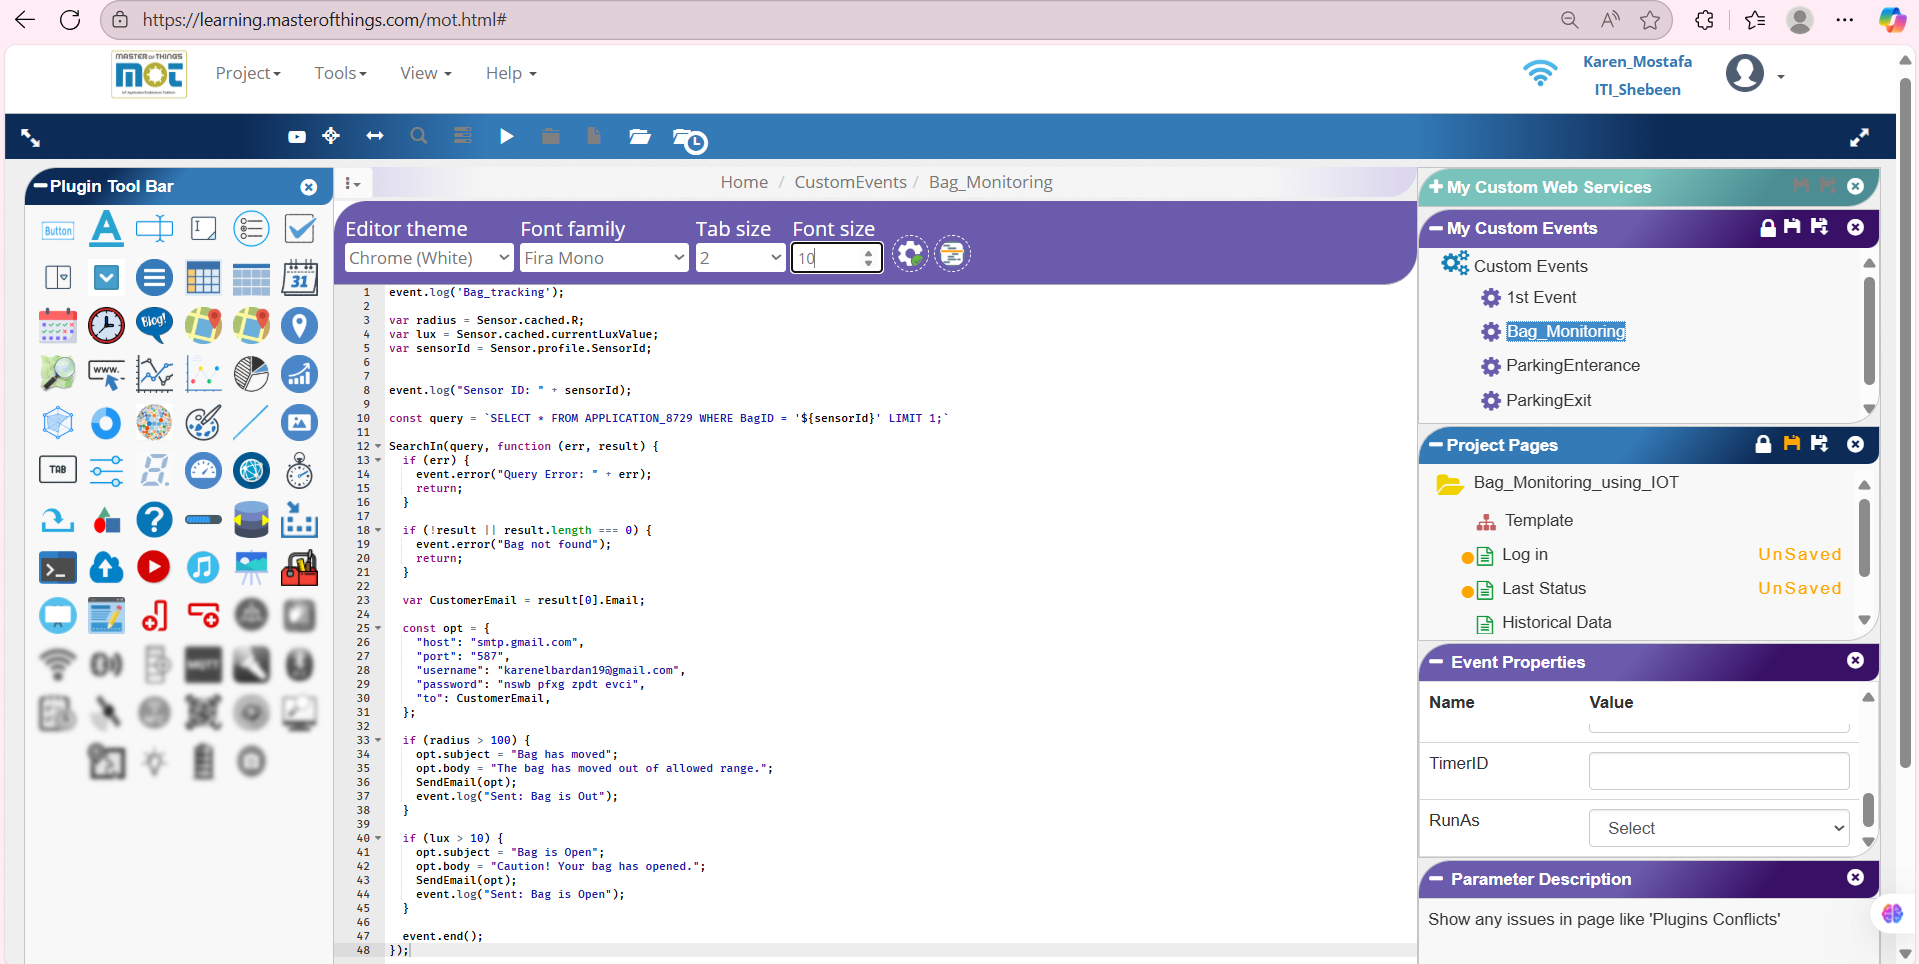 https://learning.masterofthings.com/mot.html#
MASTER OF THINGS
MOT
Project
Tools
View
Help
Karen_Mostafa
ITI_Shebeen
Plugin Tool Bar
Home / CustomEvents / Bag_Monitoring
Editor theme
Font family
Tab size
Font size
Chrome (White)
Fira Mono
2
10
Button
A
31
Blog!
www.
TAB
1 event.log('Bag_tracking');
2
3 var radius = Sensor.cached.R;
4 var lux = Sensor.cached.currentLuxValue;
5 var sensorId = Sensor.profile.SensorId;
6
7
8 event.log("Sensor ID: " + sensorId);
9
10 const query = `SELECT * FROM APPLICATION_8729 WHERE BagID = '${sensorId}' LIMIT 1;`
11
12 SearchIn(query, function (err, result) {
13 if (err) {
14 event.error("Query Error: " + err);
15 return;
16 }
17
18 if (!result || result.length === 0) {
19 event.error("Bag not found");
20 return;
21 }
22
23 var CustomerEmail = result[0].Email;
24
25 const opt = {
26 "host": "smtp.gmail.com",
27 "port": "587",
28 "username": "karenelbardan19@gmail.com",
29 "password": "nswb pfxg zpdt evci",
30 "to": CustomerEmail,
31 };
32
33 if (radius > 100) {
34 opt.subject = "Bag has moved";
35 opt.body = "The bag has moved out of allowed range.";
36 SendEmail(opt);
37 event.log("Sent: Bag is Out");
38 }
39
40 if (lux > 10) {
41 opt.subject = "Bag is Open";
42 opt.body = "Caution! Your bag has opened.";
43 SendEmail(opt);
44 event.log("Sent: Bag is Open");
45 }
46
47 event.end();
48 });
My Custom Web Services
My Custom Events
Custom Events
1st Event
Bag_Monitoring
ParkingEnterance
ParkingExit
Project Pages
Bag_Monitoring_using_IOT
Template
Log in UnSaved
Last Status UnSaved
Historical Data
Event Properties
Name Value
TimerID
RunAs Select
Parameter Description
Show any issues in page like 'Plugins Conflicts'